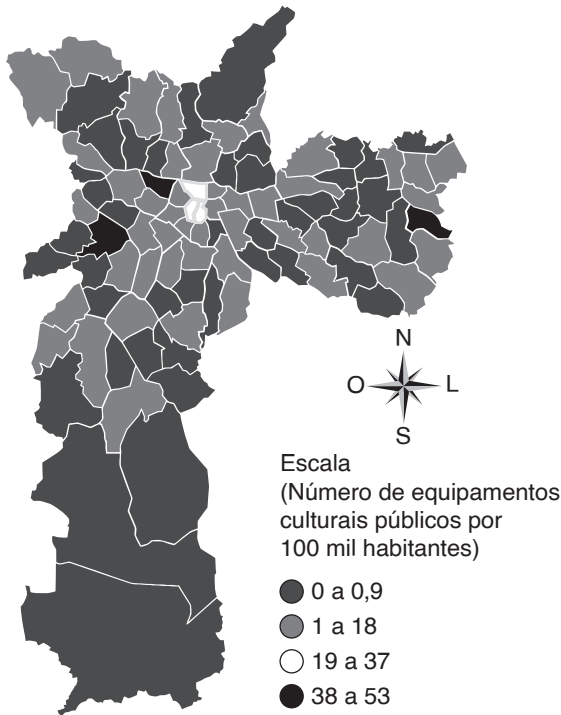 N
O
L
S
Escala
(Número de equipamentos
culturais públicos por
100 mil habitantes)
0 a 0,9
1 a 18
19 a 37
38 a 53